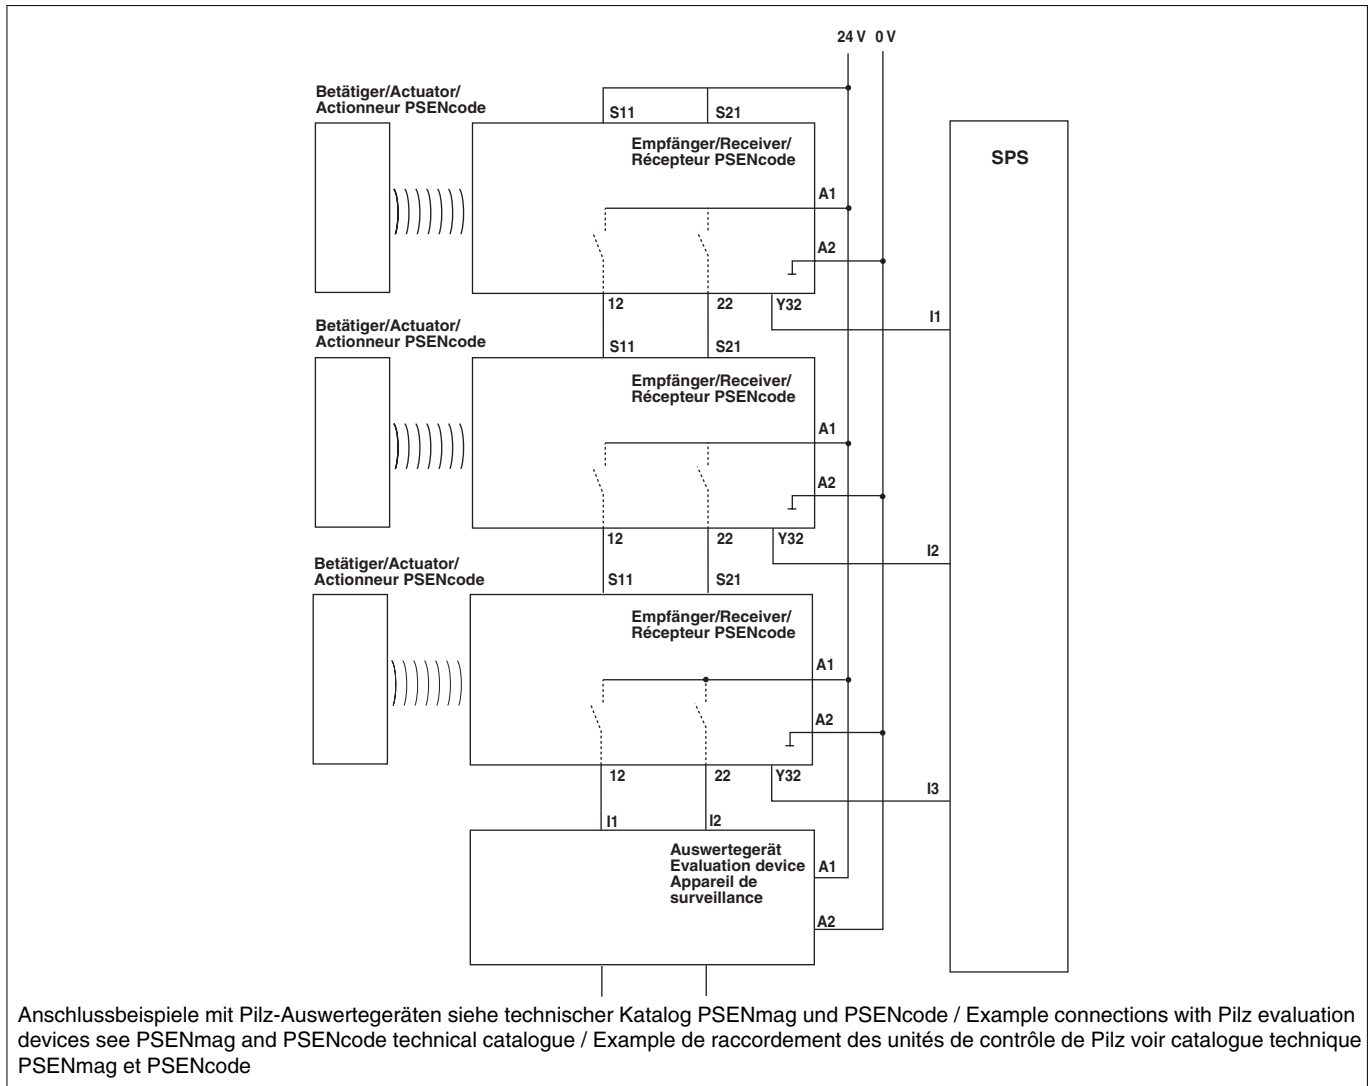 24 V 0 V
Betätiger/Actuator/
Actionneur PSENcode
S11 S21
Empfänger/Receiver/
Récepteur PSENcode
SPS
A1
A2
12 22 Y32
I1
Betätiger/Actuator/
Actionneur PSENcode
S11 S21
Empfänger/Receiver/
Récepteur PSENcode
A1
A2
12 22 Y32
I2
Betätiger/Actuator/
Actionneur PSENcode
S11 S21
Empfänger/Receiver/
Récepteur PSENcode
A1
A2
12 22 Y32
I3
I1 I2
Auswertegerät
Evaluation device
Appareil de
surveillance
A1
A2
Anschlussbeispiele mit Pilz-Auswertegeräten siehe technischer Katalog PSENmag und PSENcode / Example connections with Pilz evaluation
devices see PSENmag and PSENcode technical catalogue / Example de raccordement des unités de contrôle de Pilz voir catalogue technique
PSENmag et PSENcode